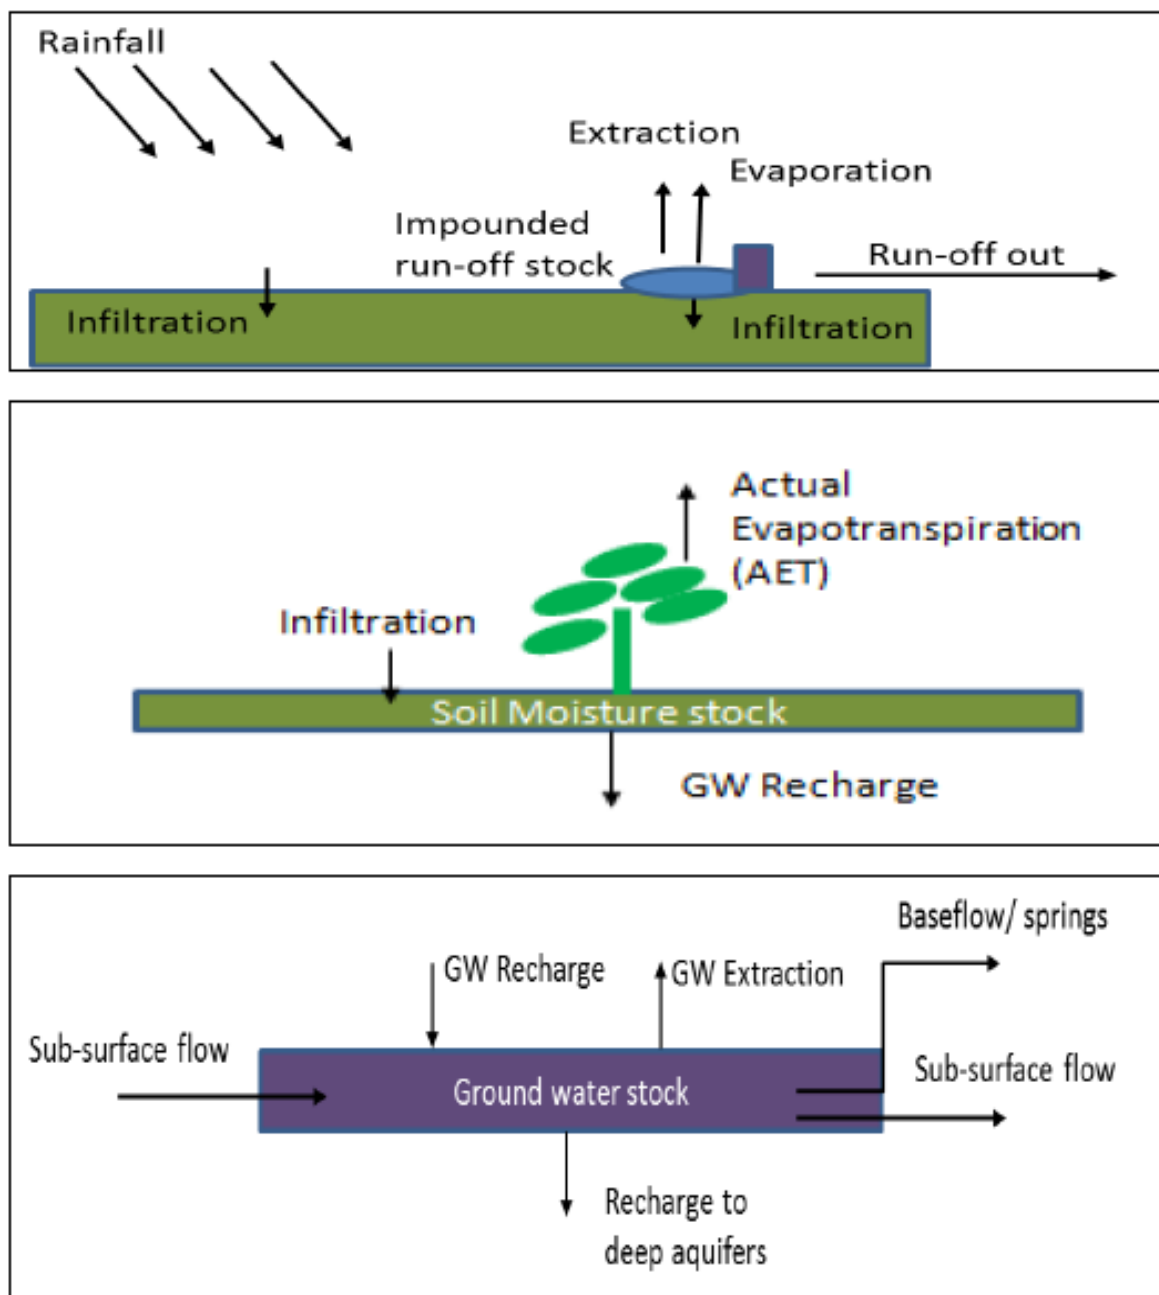 Rainfall
Extraction
Evaporation
Impounded
run-off stock
Run-off out
Infiltration
Infiltration
Actual
Evapotranspiration
(AET)
Infiltration
Soil Moisture stock
GW Recharge
Baseflow/ springs
GW Recharge
GW Extraction
Sub-surface flow
Sub-surface flow
Ground water stock
Recharge to
deep aquifers